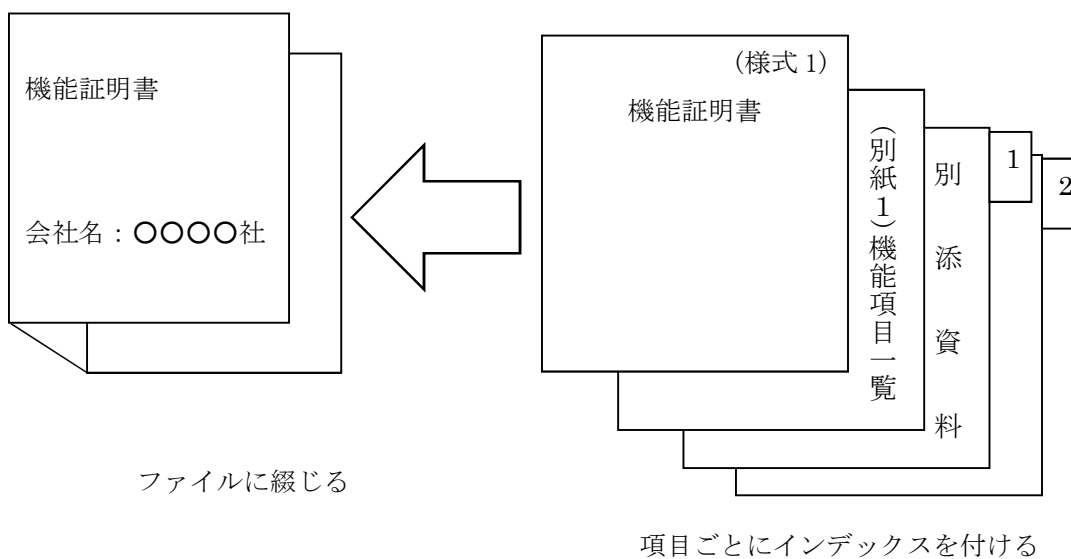 機能証明書
会社名：〇〇〇〇社
ファイルに綴じる
(様式 1)
機能証明書
(別紙１)機能項目一覧
別添資料
1
2
項目ごとにインデックスを付ける